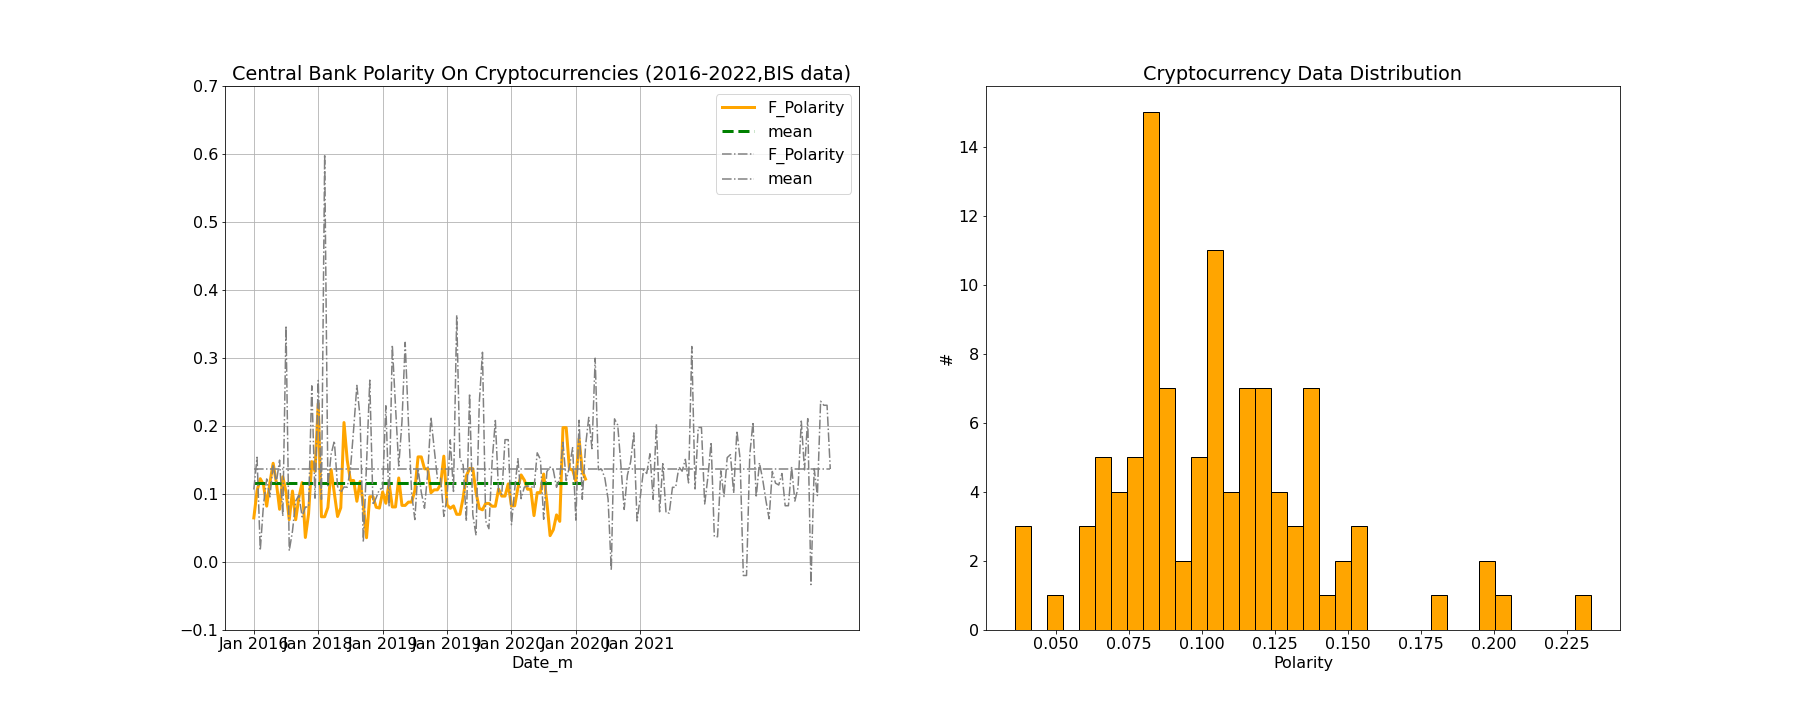 Central Bank Polarity On Cryptocurrencies (2016-2022,BIS data)
0.7
0.6
0.5
0.4
0.3
0.2
0.1
0.0
−0.1
F_Polarity
mean
F_Polarity
mean
Jan 2016 Jan 2018 Jan 2019 Jan 2019 Jan 2020 Jan 2020 Jan 2021
Date_m
Cryptocurrency Data Distribution
#
14
12
10
8
6
4
2
0
0.050 0.075 0.100 0.125 0.150 0.175 0.200 0.225
Polarity